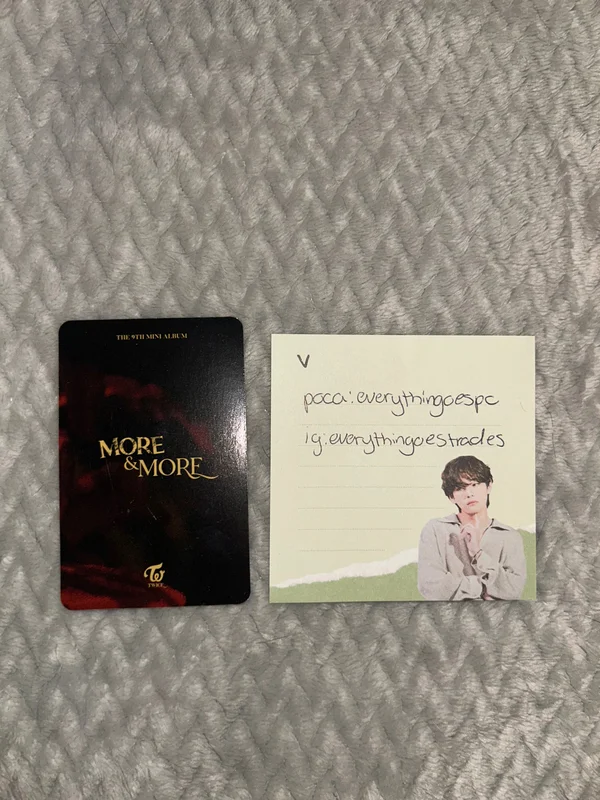 THE 9TH MINI ALBUM
MORE
&MORE
TWICE
V
poca:everythingoespc
ig:everythingoestrades